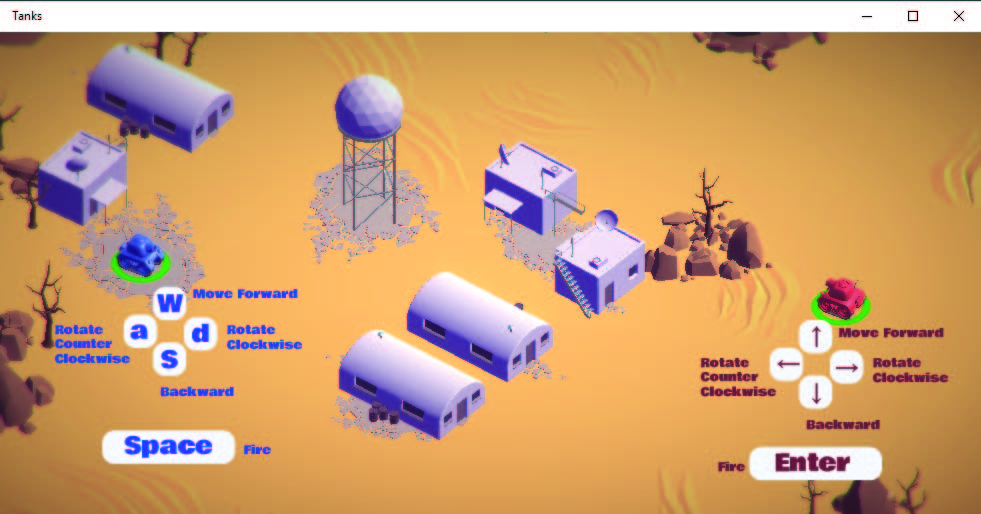 Tanks
W Move Forward
a
d
Rotate
Counter
Clockwise
Rotate
Clockwise
S
Backward
Space Fire
↑ Move Forward
← →
Rotate
Counter
Clockwise
Rotate
Clockwise
↓
Backward
Fire Enter